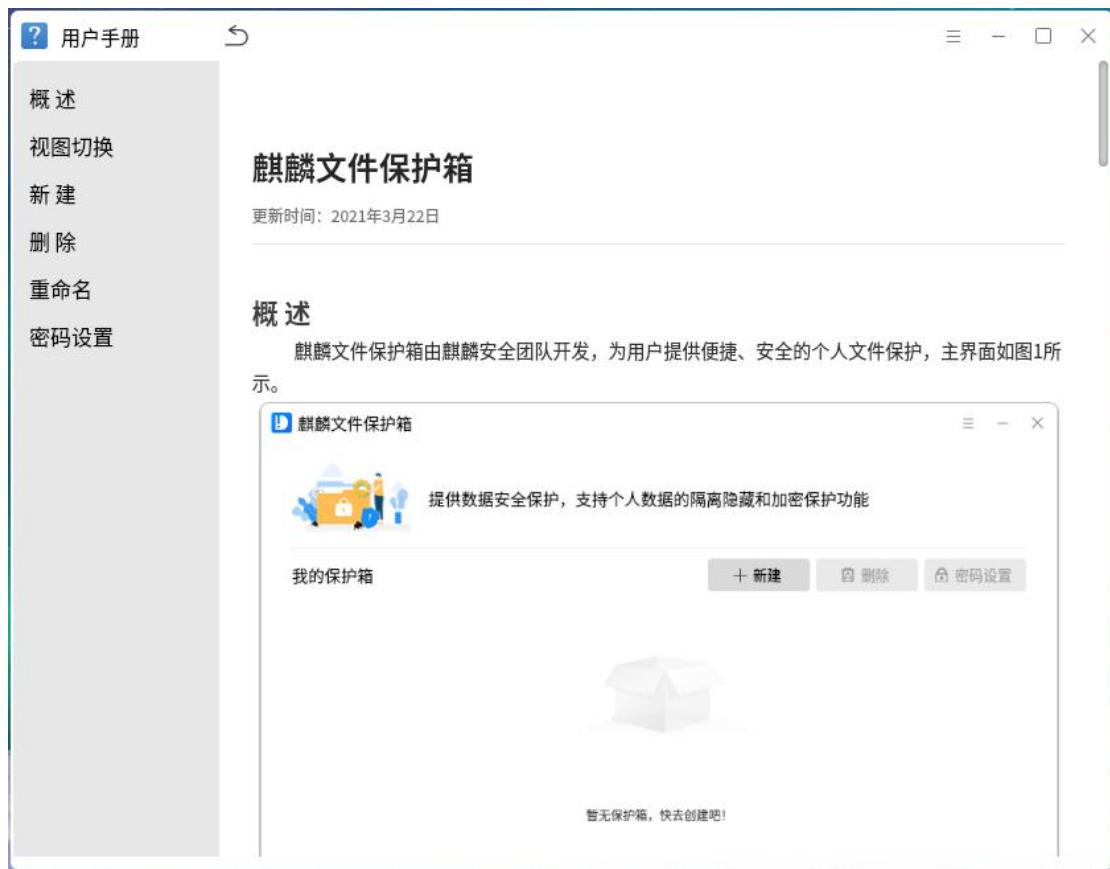 用户手册
概 述
视图切换
新 建
删 除
重命名
密码设置
麒麟文件保护箱
更新时间：2021年3月22日
概 述
麒麟文件保护箱由麒麟安全团队开发，为用户提供便捷、安全的个人文件保护，主界面如图1所
示。
麒麟文件保护箱
提供数据安全保护，支持个人数据的隔离隐藏和加密保护功能
我的保护箱
新建 删除 密码设置
暂无保护箱，快去创建吧！